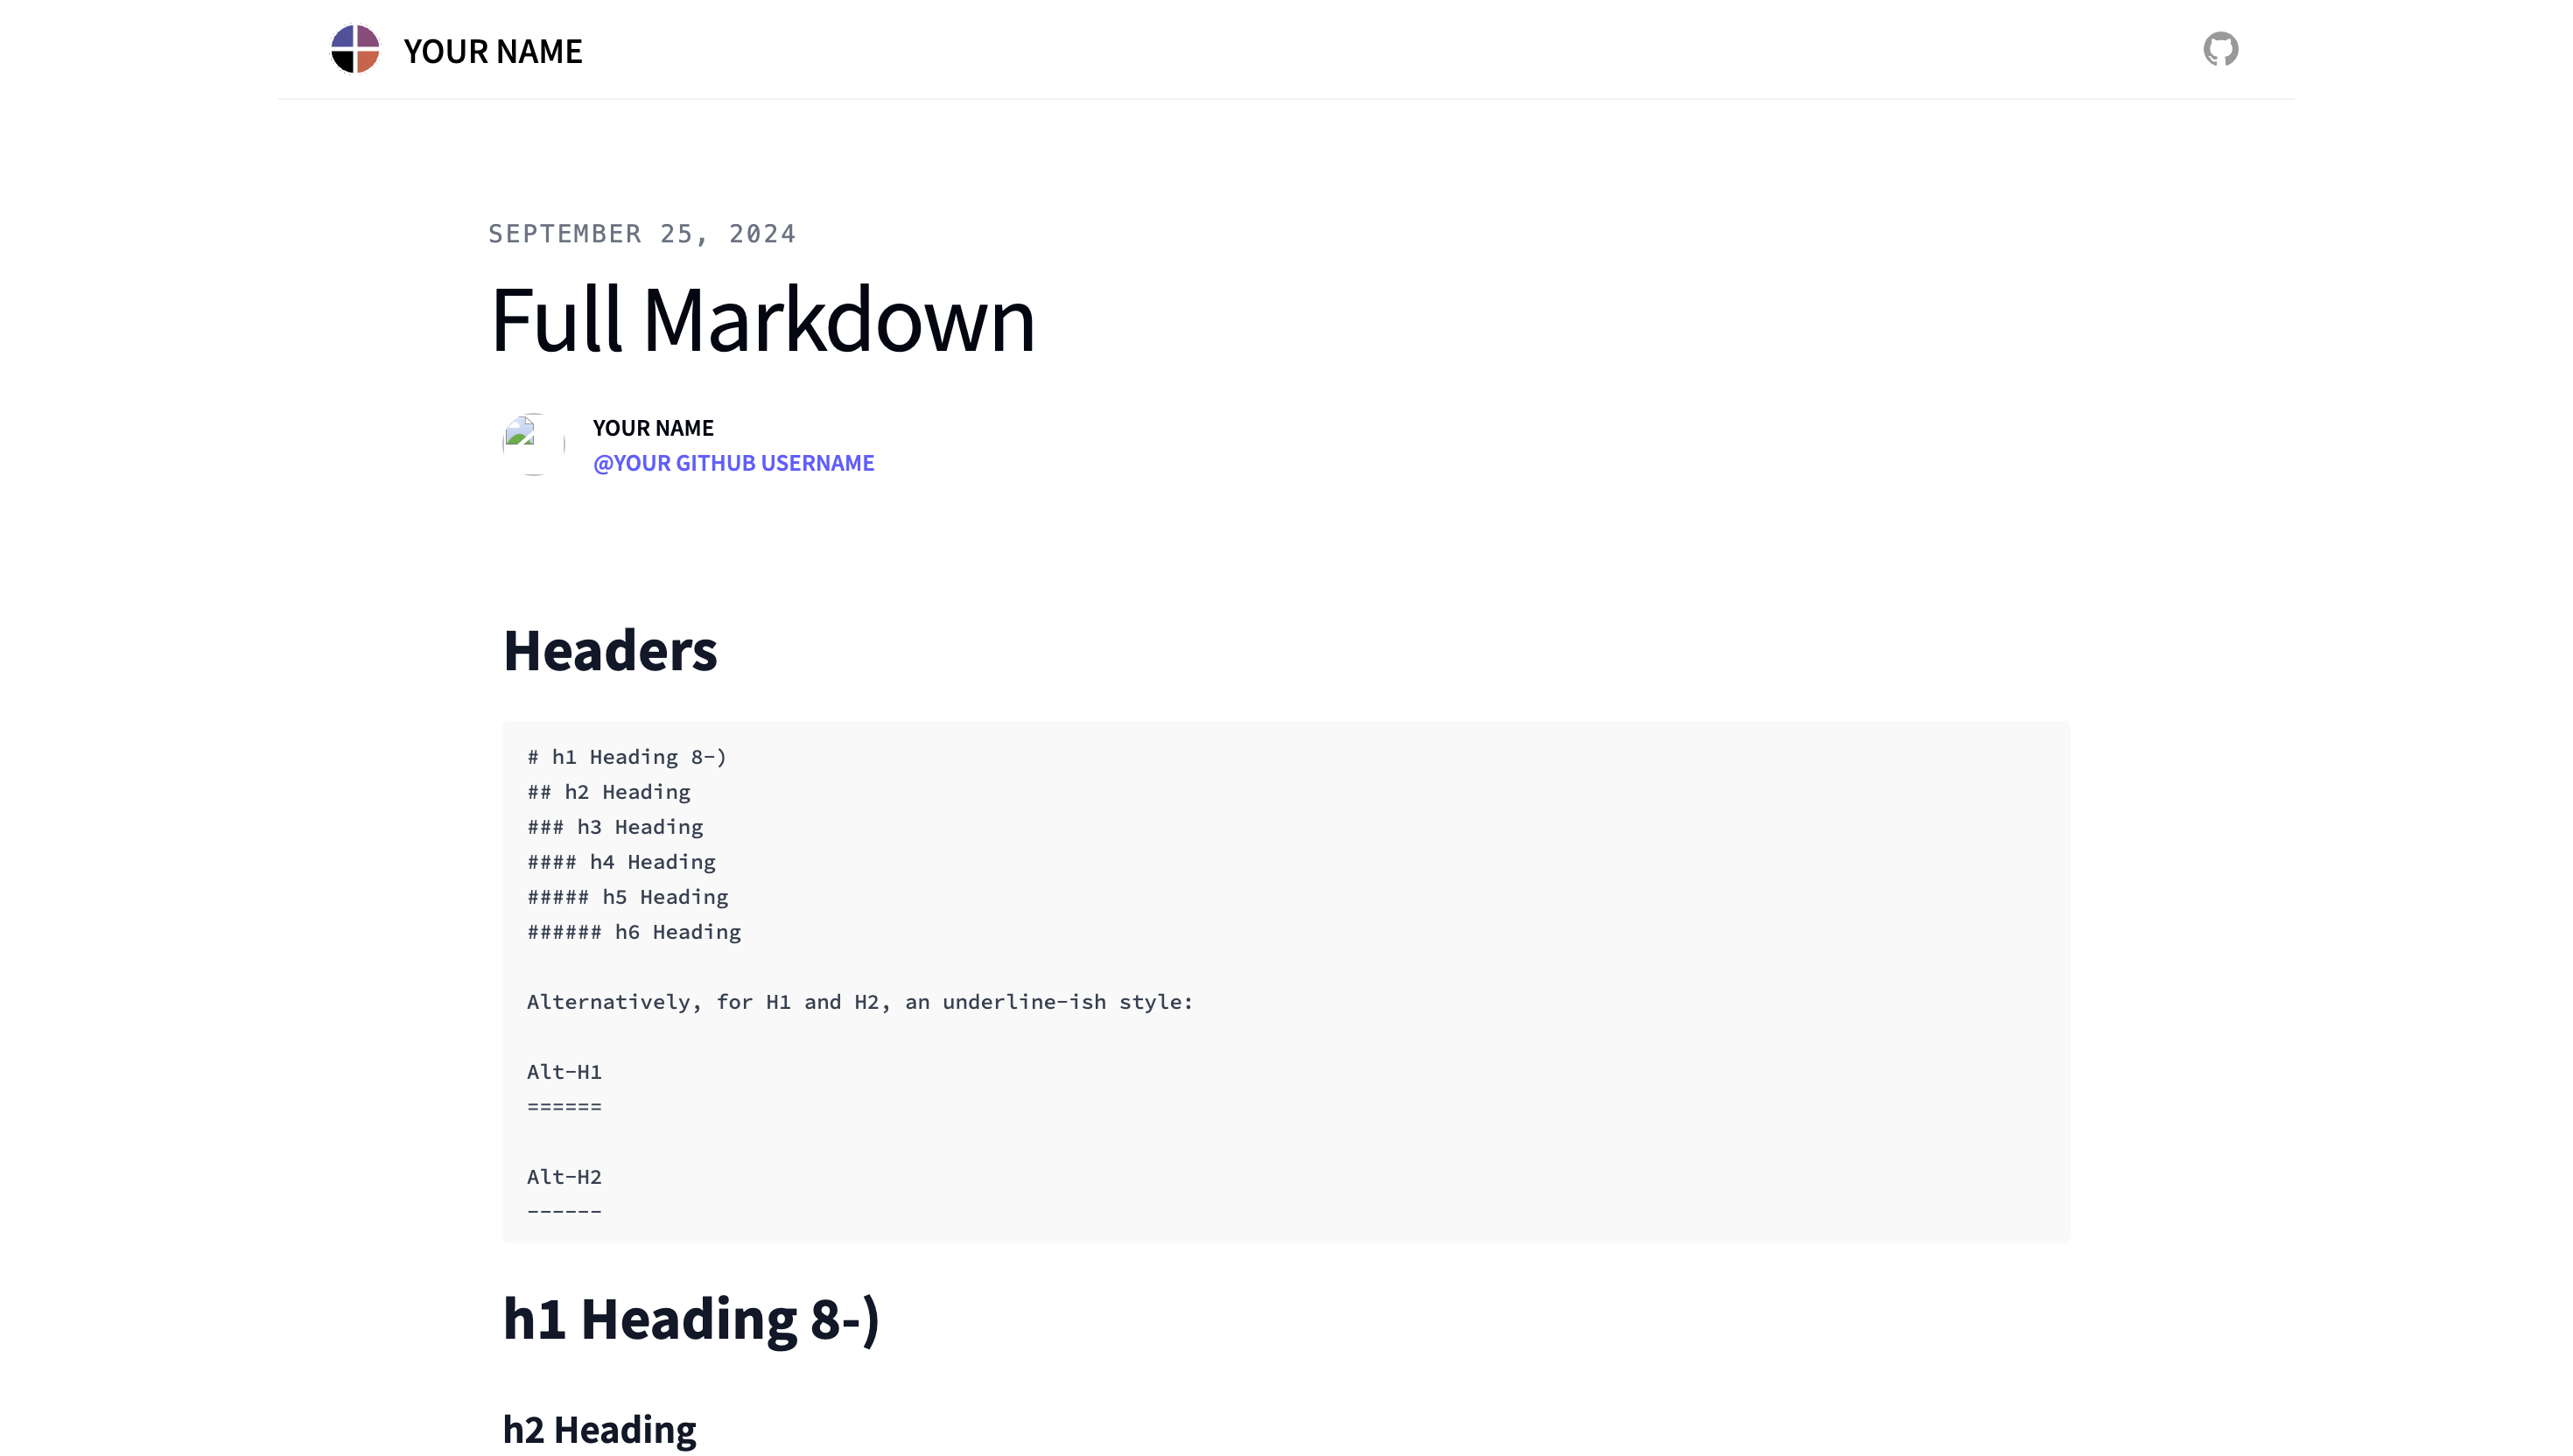 YOUR NAME
SEPTEMBER 25, 2024
Full Markdown
YOUR NAME
@YOUR GITHUB USERNAME
Headers
# h1 Heading 8-)
## h2 Heading
### h3 Heading
#### h4 Heading
##### h5 Heading
###### h6 Heading
Alternatively, for H1 and H2, an underline-ish style:
Alt-H1
======
Alt-H2
------
h1 Heading 8-)
h2 Heading